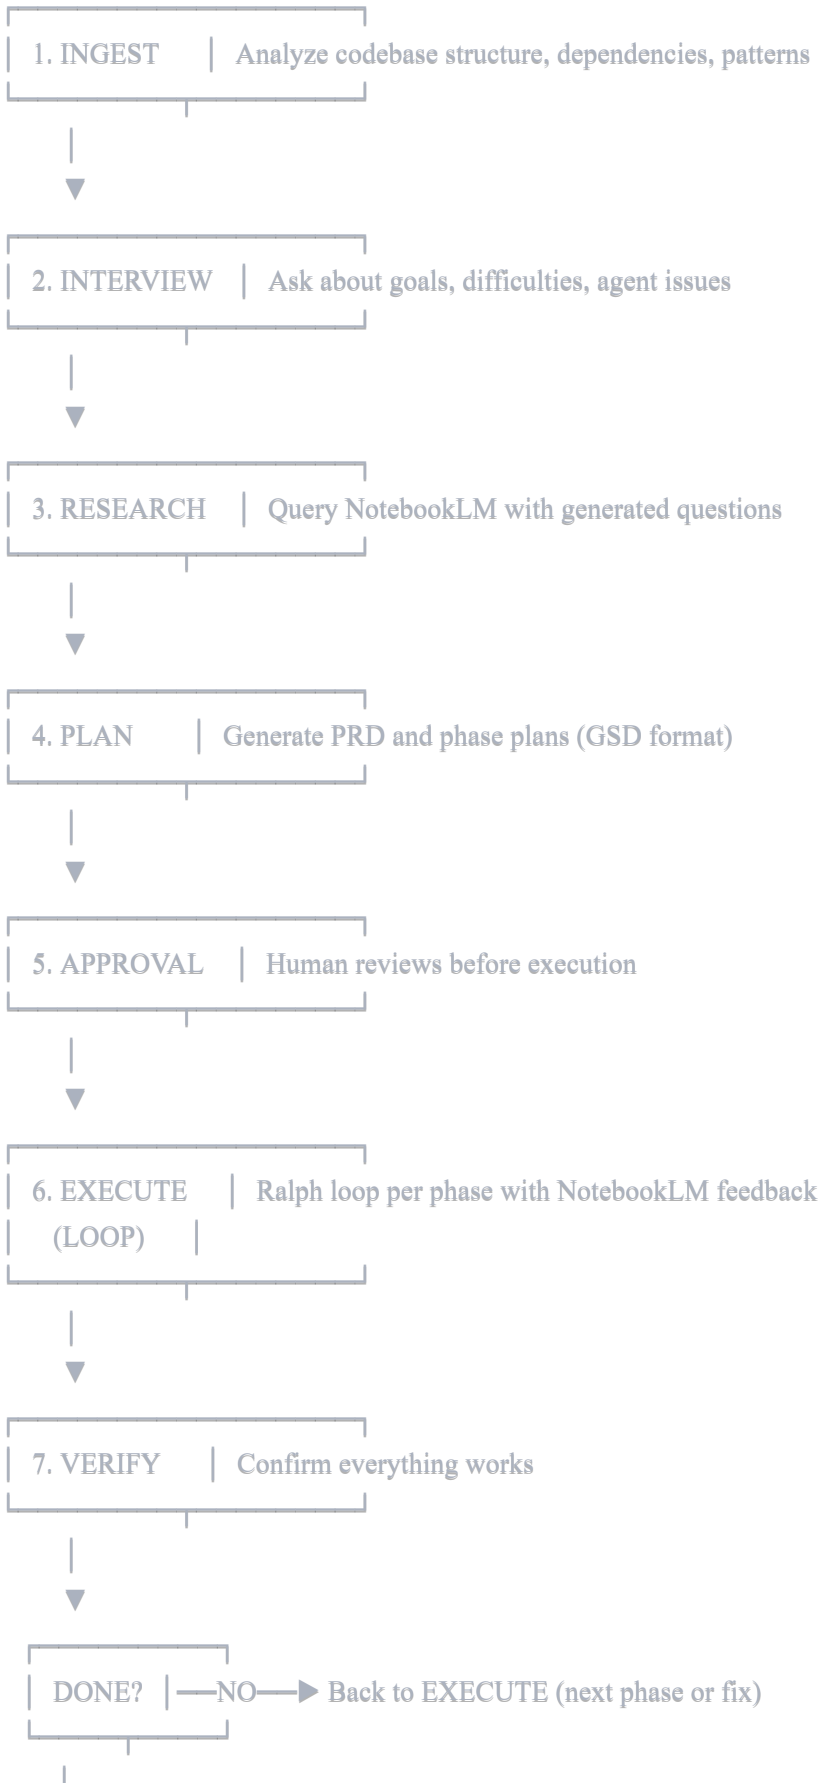 1. INGEST │ Analyze codebase structure, dependencies, patterns
2. INTERVIEW │ Ask about goals, difficulties, agent issues
3. RESEARCH │ Query NotebookLM with generated questions
4. PLAN │ Generate PRD and phase plans (GSD format)
5. APPROVAL │ Human reviews before execution
6. EXECUTE │ Ralph loop per phase with NotebookLM feedback
(LOOP) │
7. VERIFY │ Confirm everything works
DONE? │──NO──▶ Back to EXECUTE (next phase or fix)